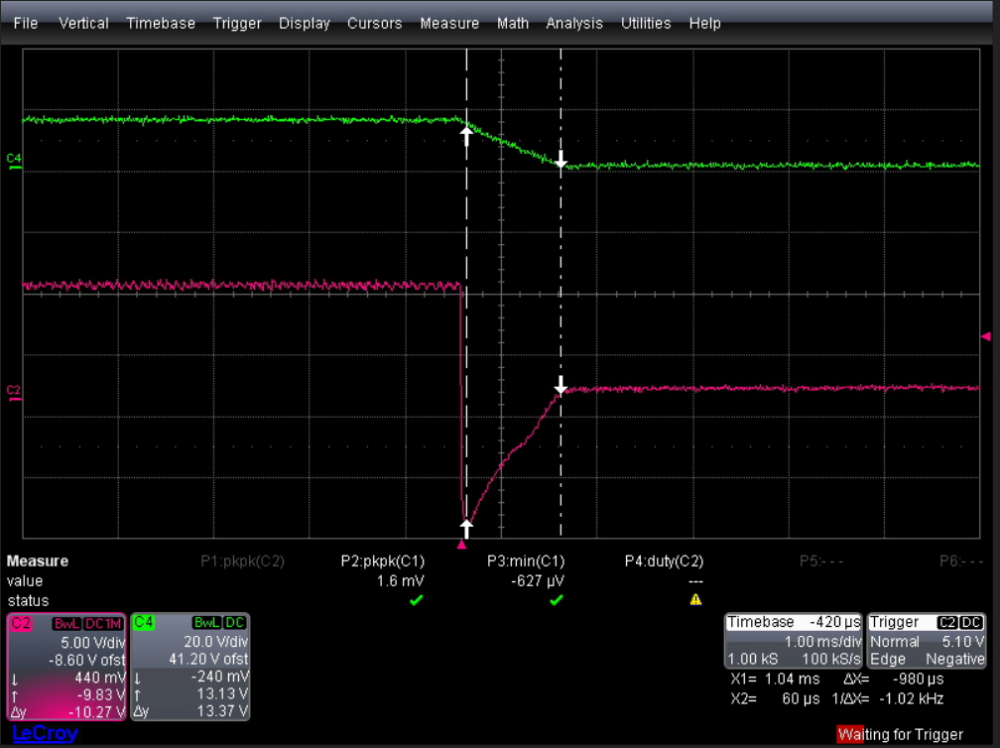 File Vertical Timebase Trigger Display Cursors Measure Math Analysis Utilities Help
C4
C2
Measure P1:pkpk(C2) P2:pkpk(C1) P3:min(C1) P4:duty(C2) P5:--- P6:---
value 1.6 mV -627 µV ---
status
C2 BwL DC1M
5.00 V/div
-8.60 V ofst
↓ 440 mV
↑ -9.83 V
Δy -10.27 V
C4 BwL DC
20.0 V/div
41.20 V ofst
↓ -240 mV
↑ 13.13 V
Δy 13.37 V
Timebase -420 µs
1.00 ms/div
1.00 kS 100 kS/s
Trigger C2 DC
Normal 5.10 V
Edge Negative
X1= 1.04 ms ΔX= -980 µs
X2= 60 µs 1/ΔX= -1.02 kHz
LeCroy
Waiting for Trigger